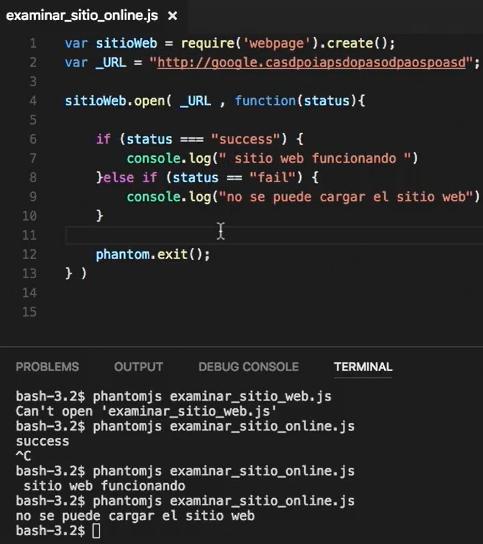 examinar_sitio_online.js ×
1 var sitioWeb = require('webpage').create();
2 var _URL = "http://google.casdpoiapsdopasodpaospoasd";
3
4 sitioWeb.open( _URL , function(status){
5
6 if (status === "success") {
7 console.log(" sitio web funcionando ")
8 }else if (status == "fail") {
9 console.log("no se puede cargar el sitio web")
10 }
11
12 phantom.exit();
13 } )
14
15
PROBLEMS OUTPUT DEBUG CONSOLE TERMINAL
bash-3.2$ phantomjs examinar_sitio_web.js
Can't open 'examinar_sitio_web.js'
bash-3.2$ phantomjs examinar_sitio_online.js
success
^C
bash-3.2$ phantomjs examinar_sitio_online.js
sitio web funcionando
bash-3.2$ phantomjs examinar_sitio_online.js
no se puede cargar el sitio web
bash-3.2$